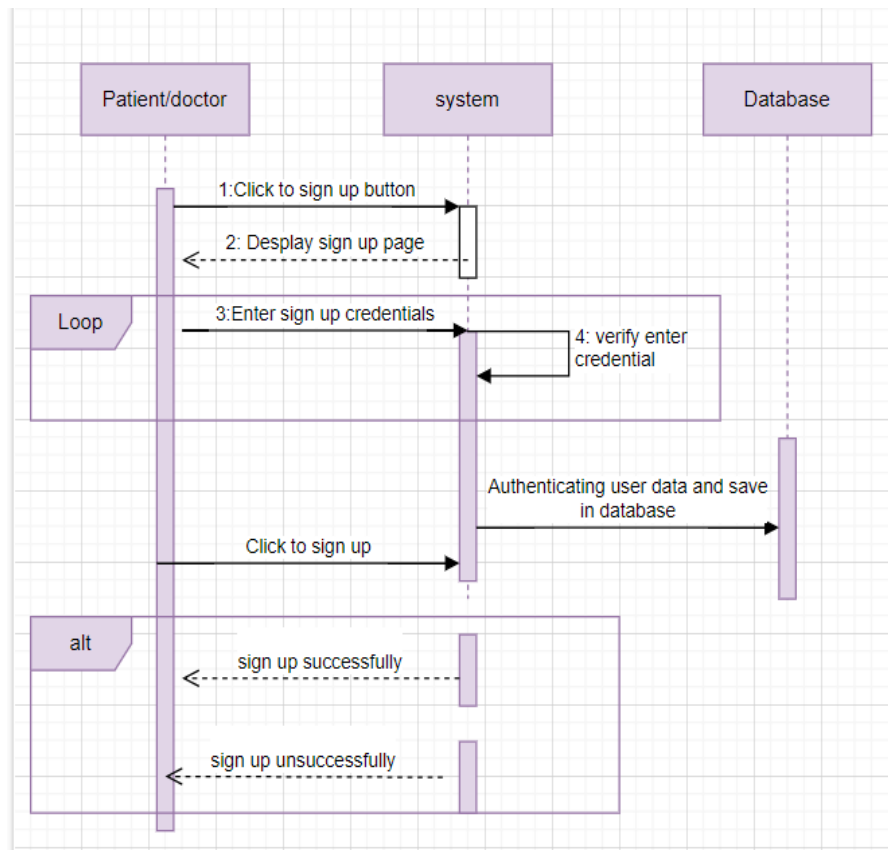 Patient/doctor
system
Database
1:Click to sign up button
2: Desplay sign up page
Loop
3:Enter sign up credentials
4: verify enter
credential
Authenticating user data and save
in database
Click to sign up
alt
sign up successfully
sign up unsuccessfully